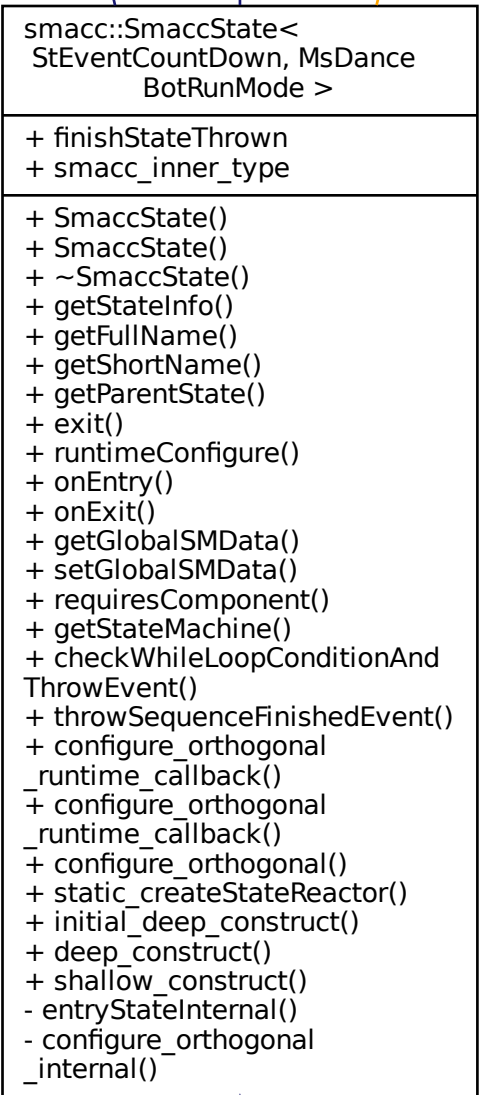 smacc::SmaccState<
StEventCountDown, MsDance
BotRunMode >
+ finishStateThrown
+ smacc_inner_type
+ SmaccState()
+ SmaccState()
+ ~SmaccState()
+ getStateInfo()
+ getFullName()
+ getShortName()
+ getParentState()
+ exit()
+ runtimeConfigure()
+ onEntry()
+ onExit()
+ getGlobalSMData()
+ setGlobalSMData()
+ requiresComponent()
+ getStateMachine()
+ checkWhileLoopConditionAnd
ThrowEvent()
+ throwSequenceFinishedEvent()
+ configure_orthogonal
_runtime_callback()
+ configure_orthogonal
_runtime_callback()
+ configure_orthogonal()
+ static_createStateReactor()
+ initial_deep_construct()
+ deep_construct()
+ shallow_construct()
- entryStateInternal()
- configure_orthogonal
_internal()